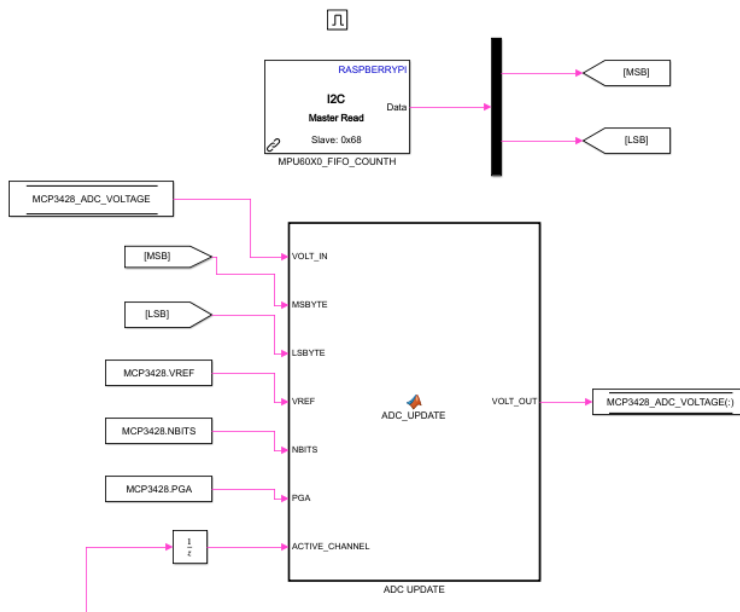 RASPBERRYPI
I2C
Master Read
Data
Slave: 0x68
MPU60X0_FIFO_COUNTH
[MSB]
[LSB]
MCP3428_ADC_VOLTAGE
[MSB]
[LSB]
MCP3428.VREF
MCP3428.NBITS
MCP3428.PGA
1
z
VOLT_IN
MSBYTE
LSBYTE
VREF
NBITS
PGA
ACTIVE_CHANNEL
ADC_UPDATE
VOLT_OUT
ADC UPDATE
MCP3428_ADC_VOLTAGE(:)